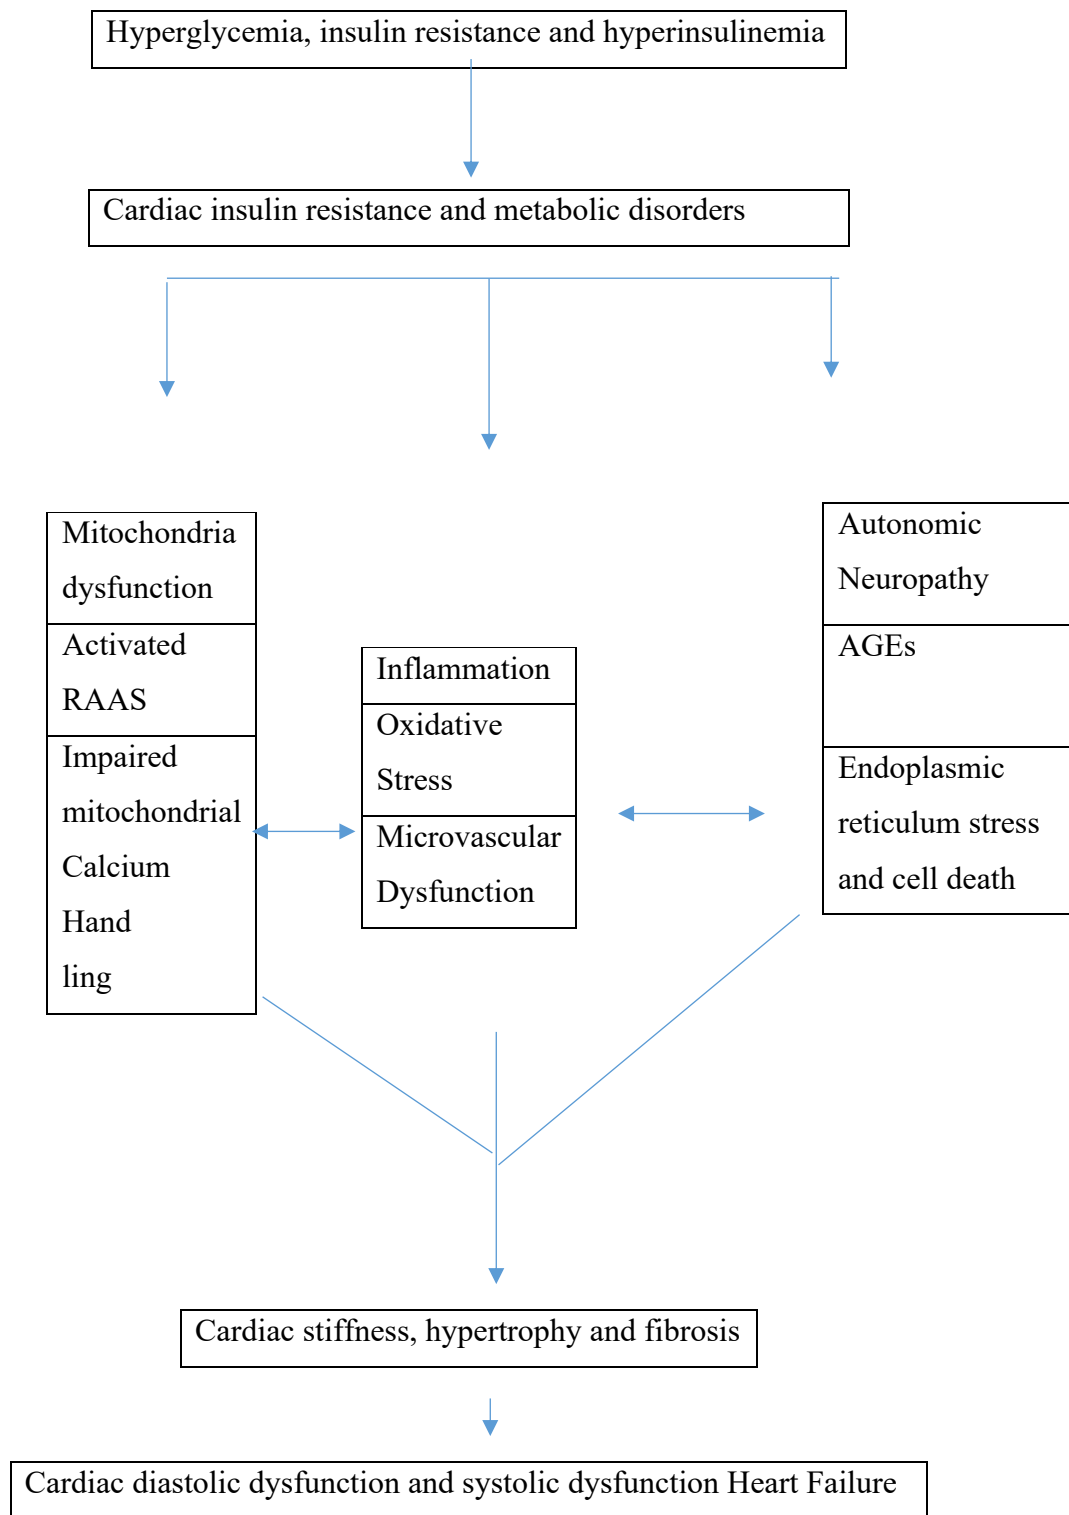 Hyperglycemia, insulin resistance and hyperinsulinemia
Cardiac insulin resistance and metabolic disorders
Mitochondria
dysfunction
Activated
RAAS
Impaired
mitochondrial
Calcium
Hand
ling
Inflammation
Oxidative
Stress
Microvascular
Dysfunction
Autonomic
Neuropathy
AGEs
Endoplasmic
reticulum stress
and cell death
Cardiac stiffness, hypertrophy and fibrosis
Cardiac diastolic dysfunction and systolic dysfunction Heart Failure